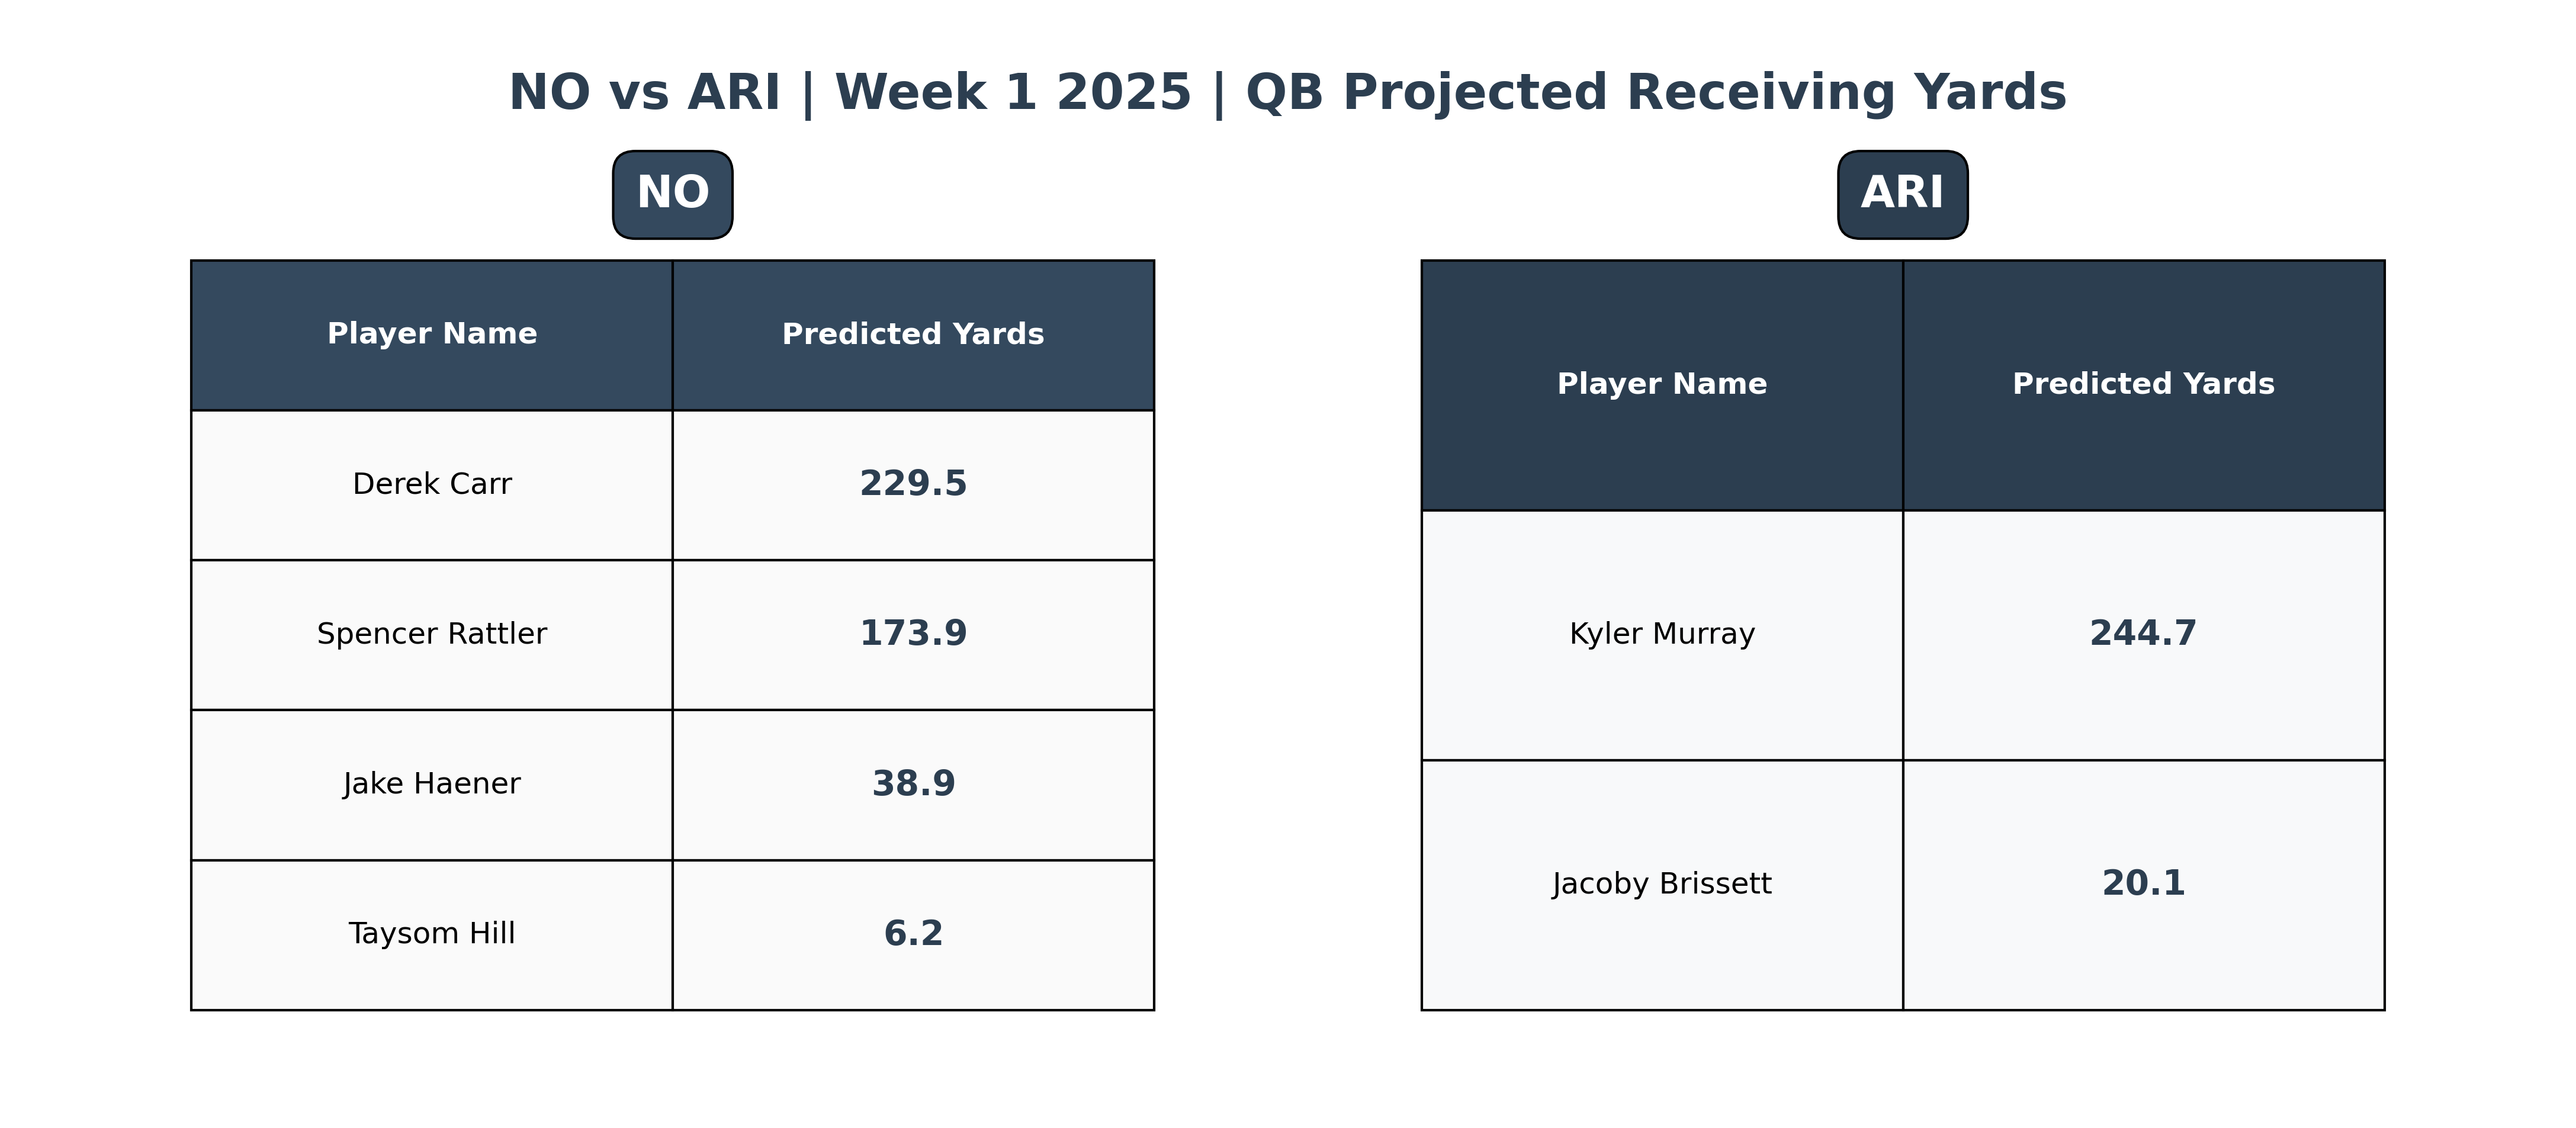 NO vs ARI | Week 1 2025 | QB Projected Receiving Yards
NO
Player Name Predicted Yards
Derek Carr 229.5
Spencer Rattler 173.9
Jake Haener 38.9
Taysom Hill 6.2
ARI
Player Name Predicted Yards
Kyler Murray 244.7
Jacoby Brissett 20.1